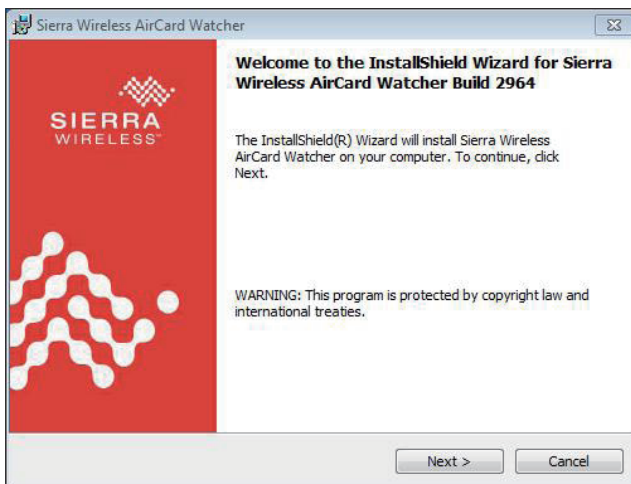 Sierra Wireless AirCard Watcher
SIERRA
WIRELESS™
Welcome to the InstallShield Wizard for Sierra
Wireless AirCard Watcher Build 2964
The InstallShield(R) Wizard will install Sierra Wireless
AirCard Watcher on your computer. To continue, click
Next.
WARNING: This program is protected by copyright law and
international treaties.
Next >
Cancel